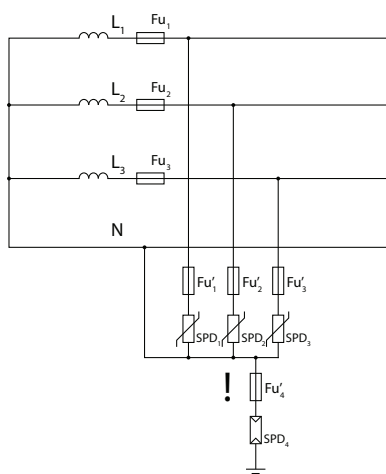 L₁ Fu₁
L₂ Fu₂
L₃ Fu₃
N
Fu'₁ Fu'₂ Fu'₃
SPD₁ SPD₂ SPD₃
! Fu'₄
SPD₄